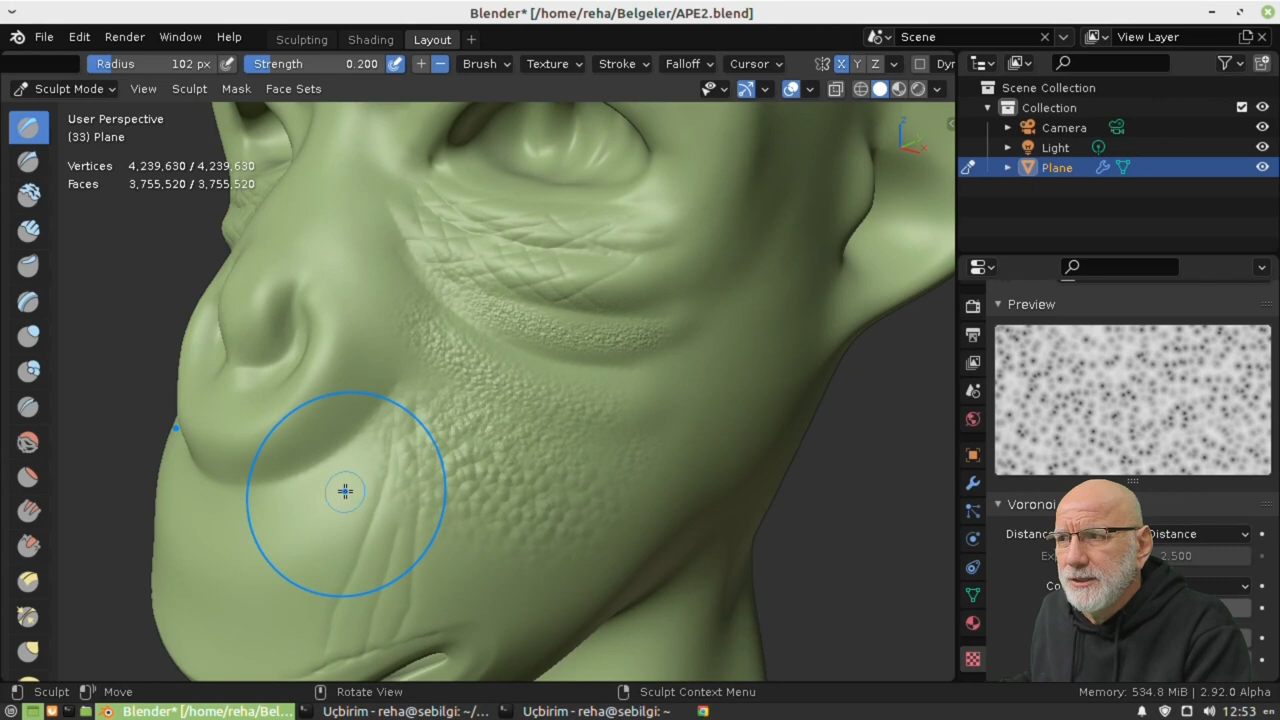 Blender* [/home/reha/Belgeler/APE2.blend]
File Edit Render Window Help Sculpting Shading Layout + Scene View Layer
Radius 102 px Strength 0.200 Brush Texture Stroke Falloff Cursor X Y Z Dyr
Sculpt Mode View Sculpt Mask Face Sets
User Perspective
(33) Plane
Vertices 4,239,630 / 4,239,630
Faces 3,755,520 / 3,755,520
Z
Y
X
Scene Collection
Collection
Camera
Light
Plane
Preview
Voronoi
Distanc Distance
Ex 2.500
Co
Sculpt Move Rotate View Sculpt Context Menu Memory: 534.8 MiB | 2.92.0 Alpha
Blender* [/home/reha/Bel... Uçbirim - reha@sebilgi: ~/... Uçbirim - reha@sebilgi: ~ 12:53 en